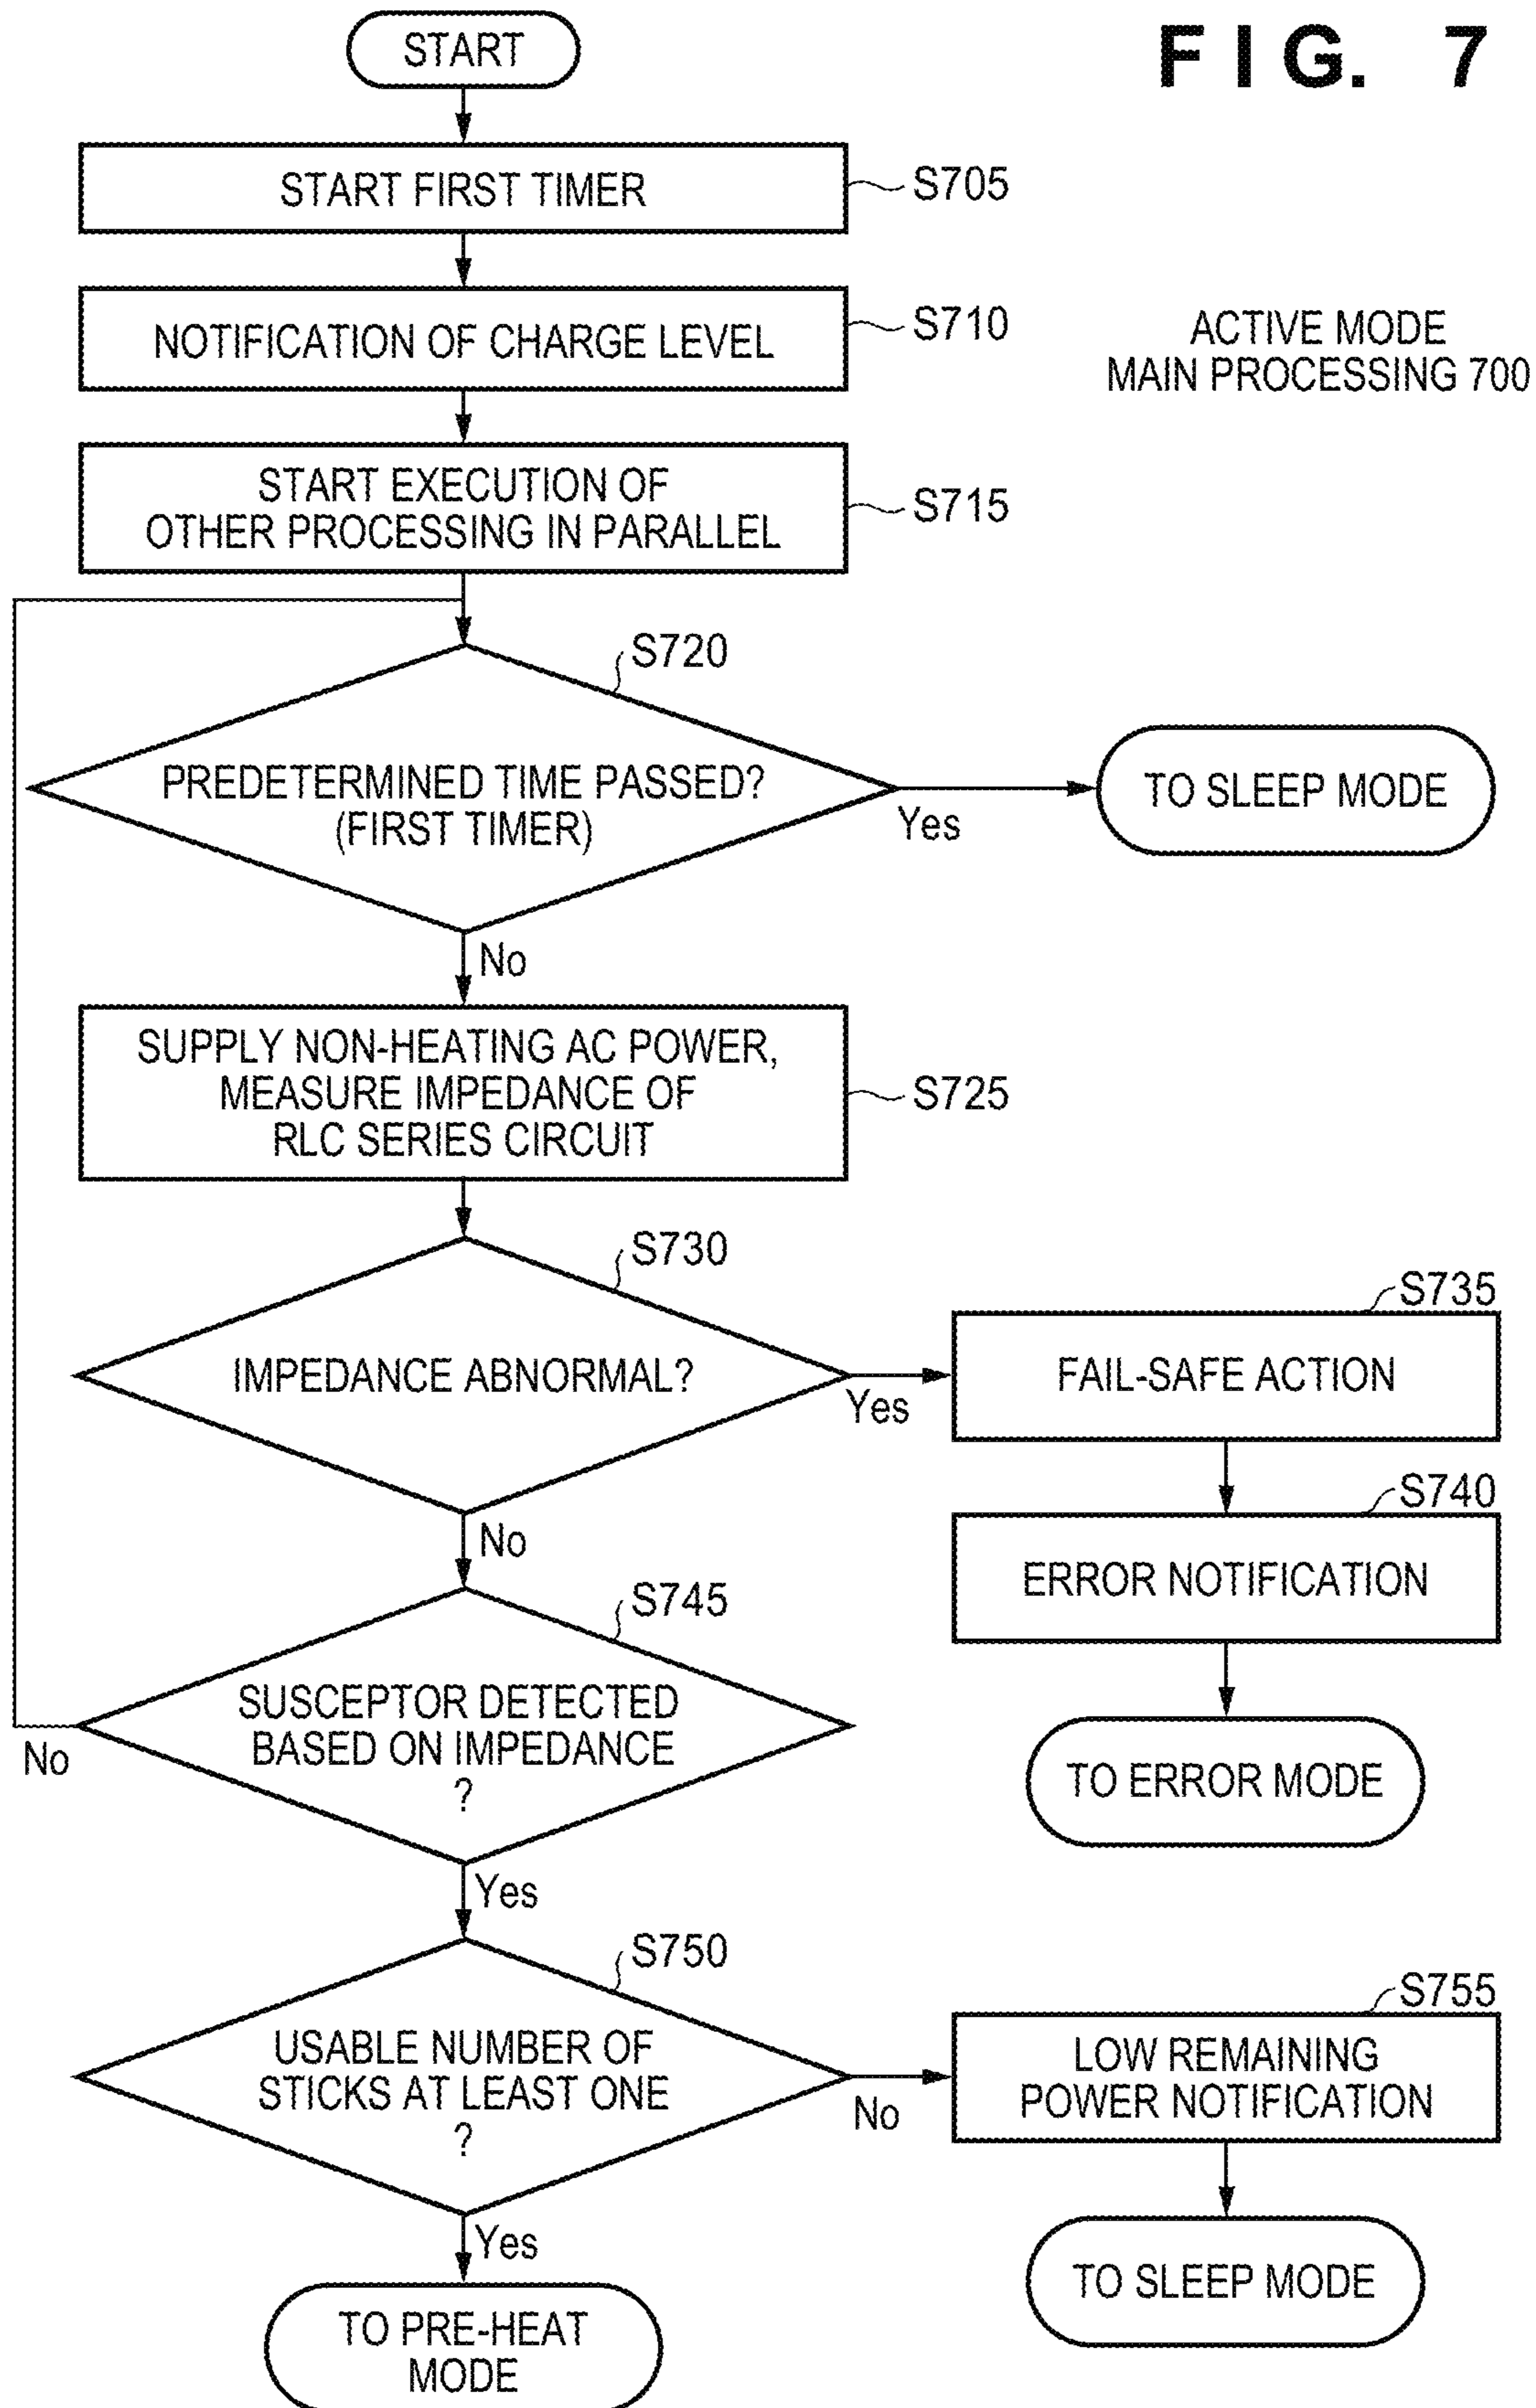 FIG. 7
START
START FIRST TIMER
S705
NOTIFICATION OF CHARGE LEVEL
S710
ACTIVE MODE
MAIN PROCESSING 700
START EXECUTION OF
OTHER PROCESSING IN PARALLEL
S715
S720
PREDETERMINED TIME PASSED?
(FIRST TIMER)
Yes
TO SLEEP MODE
No
SUPPLY NON-HEATING AC POWER,
MEASURE IMPEDANCE OF
RLC SERIES CIRCUIT
S725
S730
IMPEDANCE ABNORMAL?
Yes
S735
FAIL-SAFE ACTION
S740
ERROR NOTIFICATION
TO ERROR MODE
No
S745
SUSCEPTOR DETECTED
BASED ON IMPEDANCE
?
No
Yes
S750
USABLE NUMBER OF
STICKS AT LEAST ONE
?
No
S755
LOW REMAINING
POWER NOTIFICATION
TO SLEEP MODE
Yes
TO PRE-HEAT
MODE